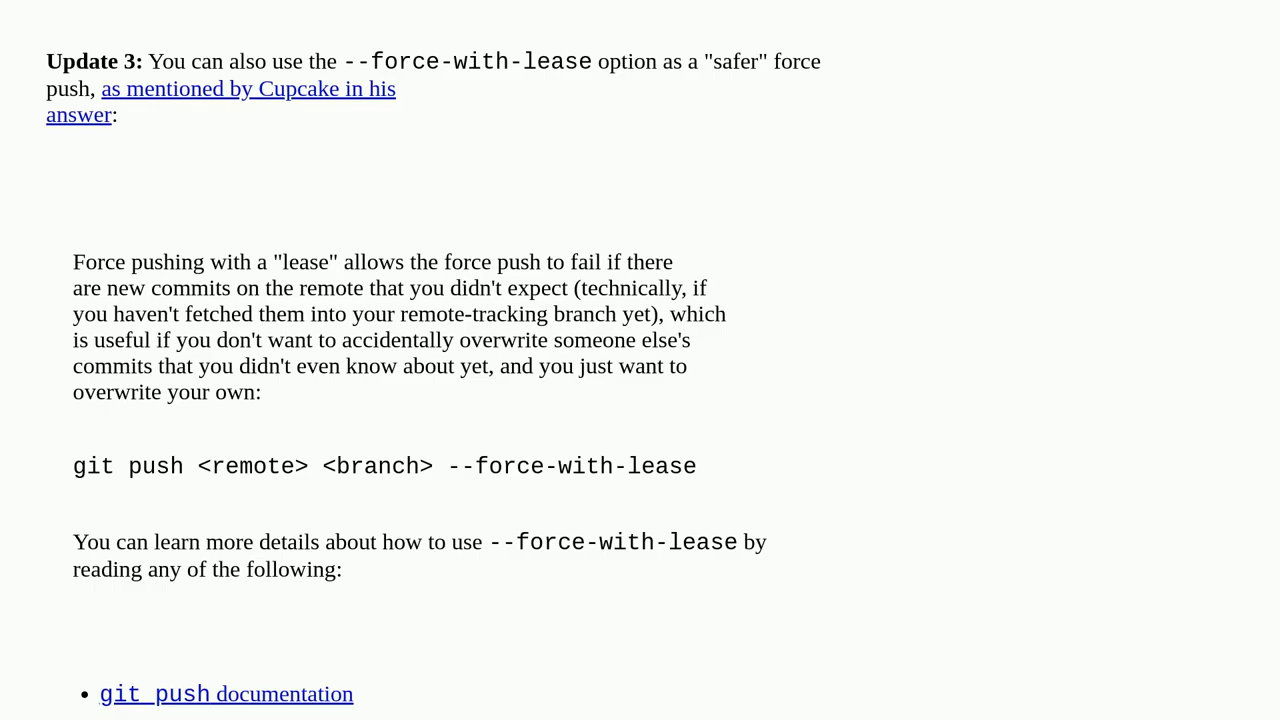 Update 3: You can also use the --force-with-lease option as a "safer" force
push, as mentioned by Cupcake in his
answer:
Force pushing with a "lease" allows the force push to fail if there
are new commits on the remote that you didn't expect (technically, if
you haven't fetched them into your remote-tracking branch yet), which
is useful if you don't want to accidentally overwrite someone else's
commits that you didn't even know about yet, and you just want to
overwrite your own:
git push <remote> <branch> --force-with-lease
You can learn more details about how to use --force-with-lease by
reading any of the following:
• git push documentation